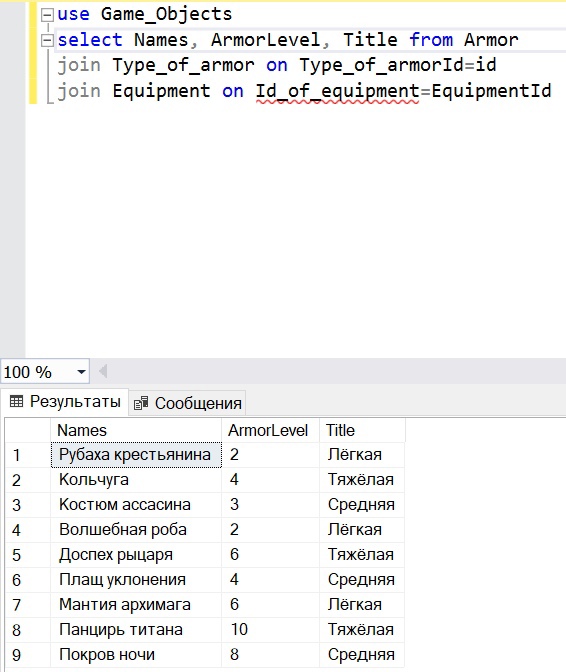 use Game_Objects
select Names, ArmorLevel, Title from Armor
join Type_of_armor on Type_of_armorId=id
join Equipment on Id_of_equipment=EquipmentId
100 %
Результаты Сообщения
Names ArmorLevel Title
1 Рубаха крестьянина 2 Лёгкая
2 Кольчуга 4 Тяжёлая
3 Костюм ассасина 3 Средняя
4 Волшебная роба 2 Лёгкая
5 Доспех рыцаря 6 Тяжёлая
6 Плащ уклонения 4 Средняя
7 Мантия архимага 6 Лёгкая
8 Панцирь титана 10 Тяжёлая
9 Покров ночи 8 Средняя